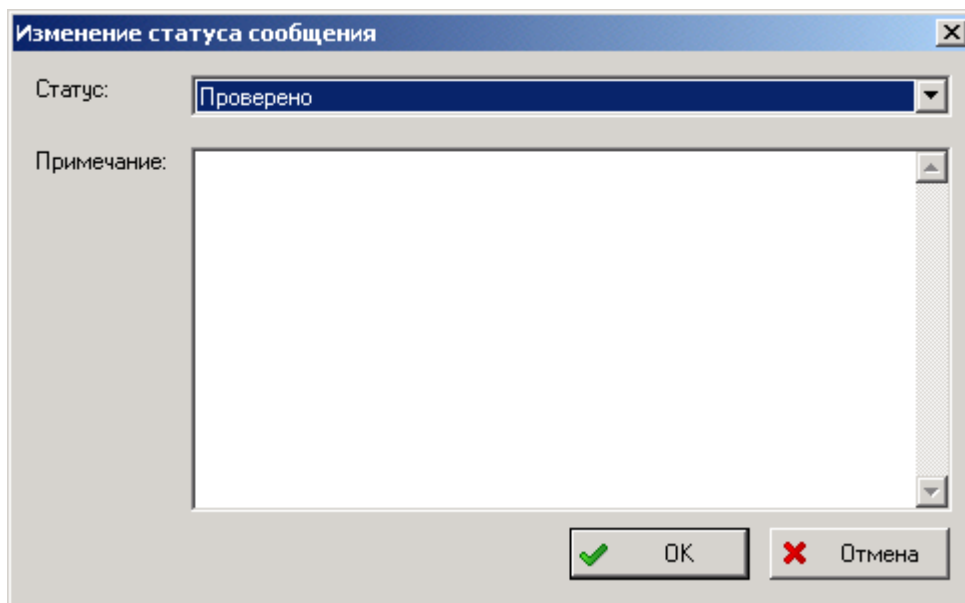 Изменение статуса сообщения
Статус: Проверено
Примечание:
OK Отмена